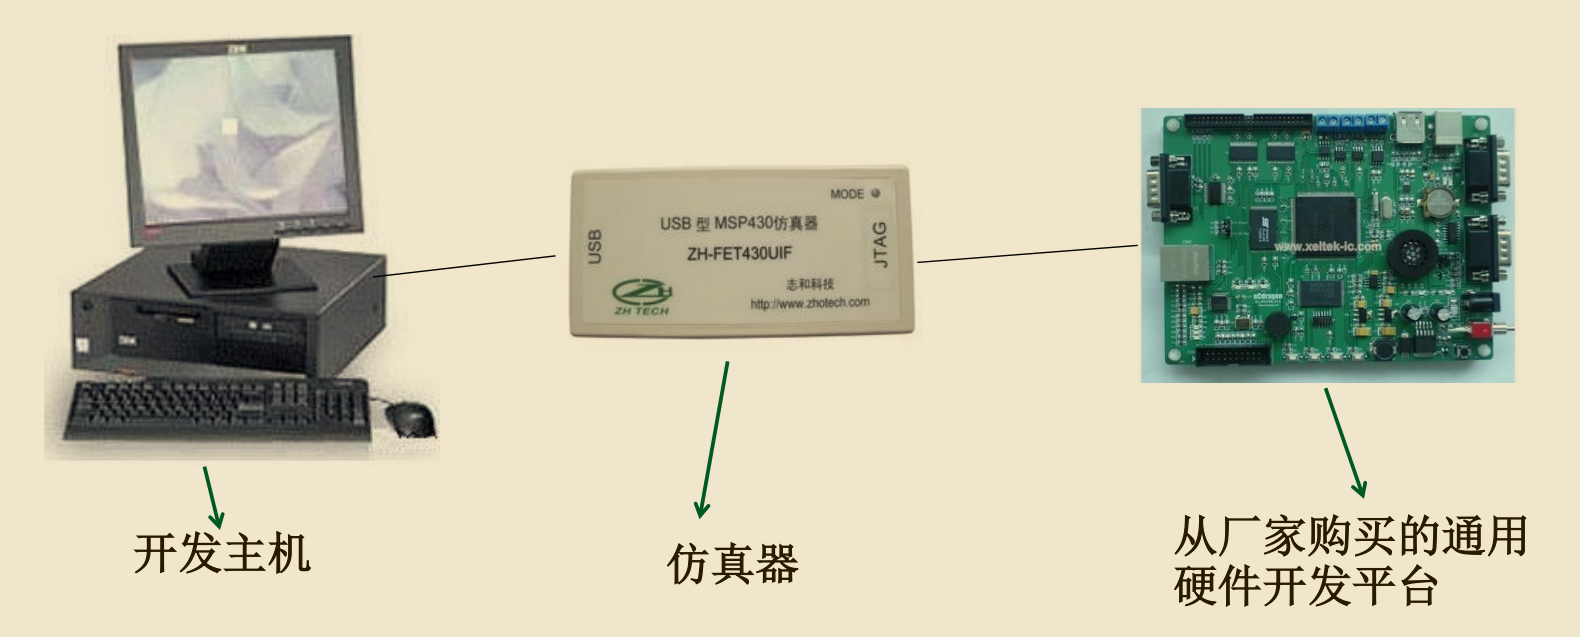 IBM
MODE
USB 型 MSP430仿真器
ZH-FET430UIF
USB
JTAG
志和科技
http://www.zhotech.com
ZH
ZH TECH
www.xeltek-ic.com
开发主机
仿真器
从厂家购买的通用
硬件开发平台